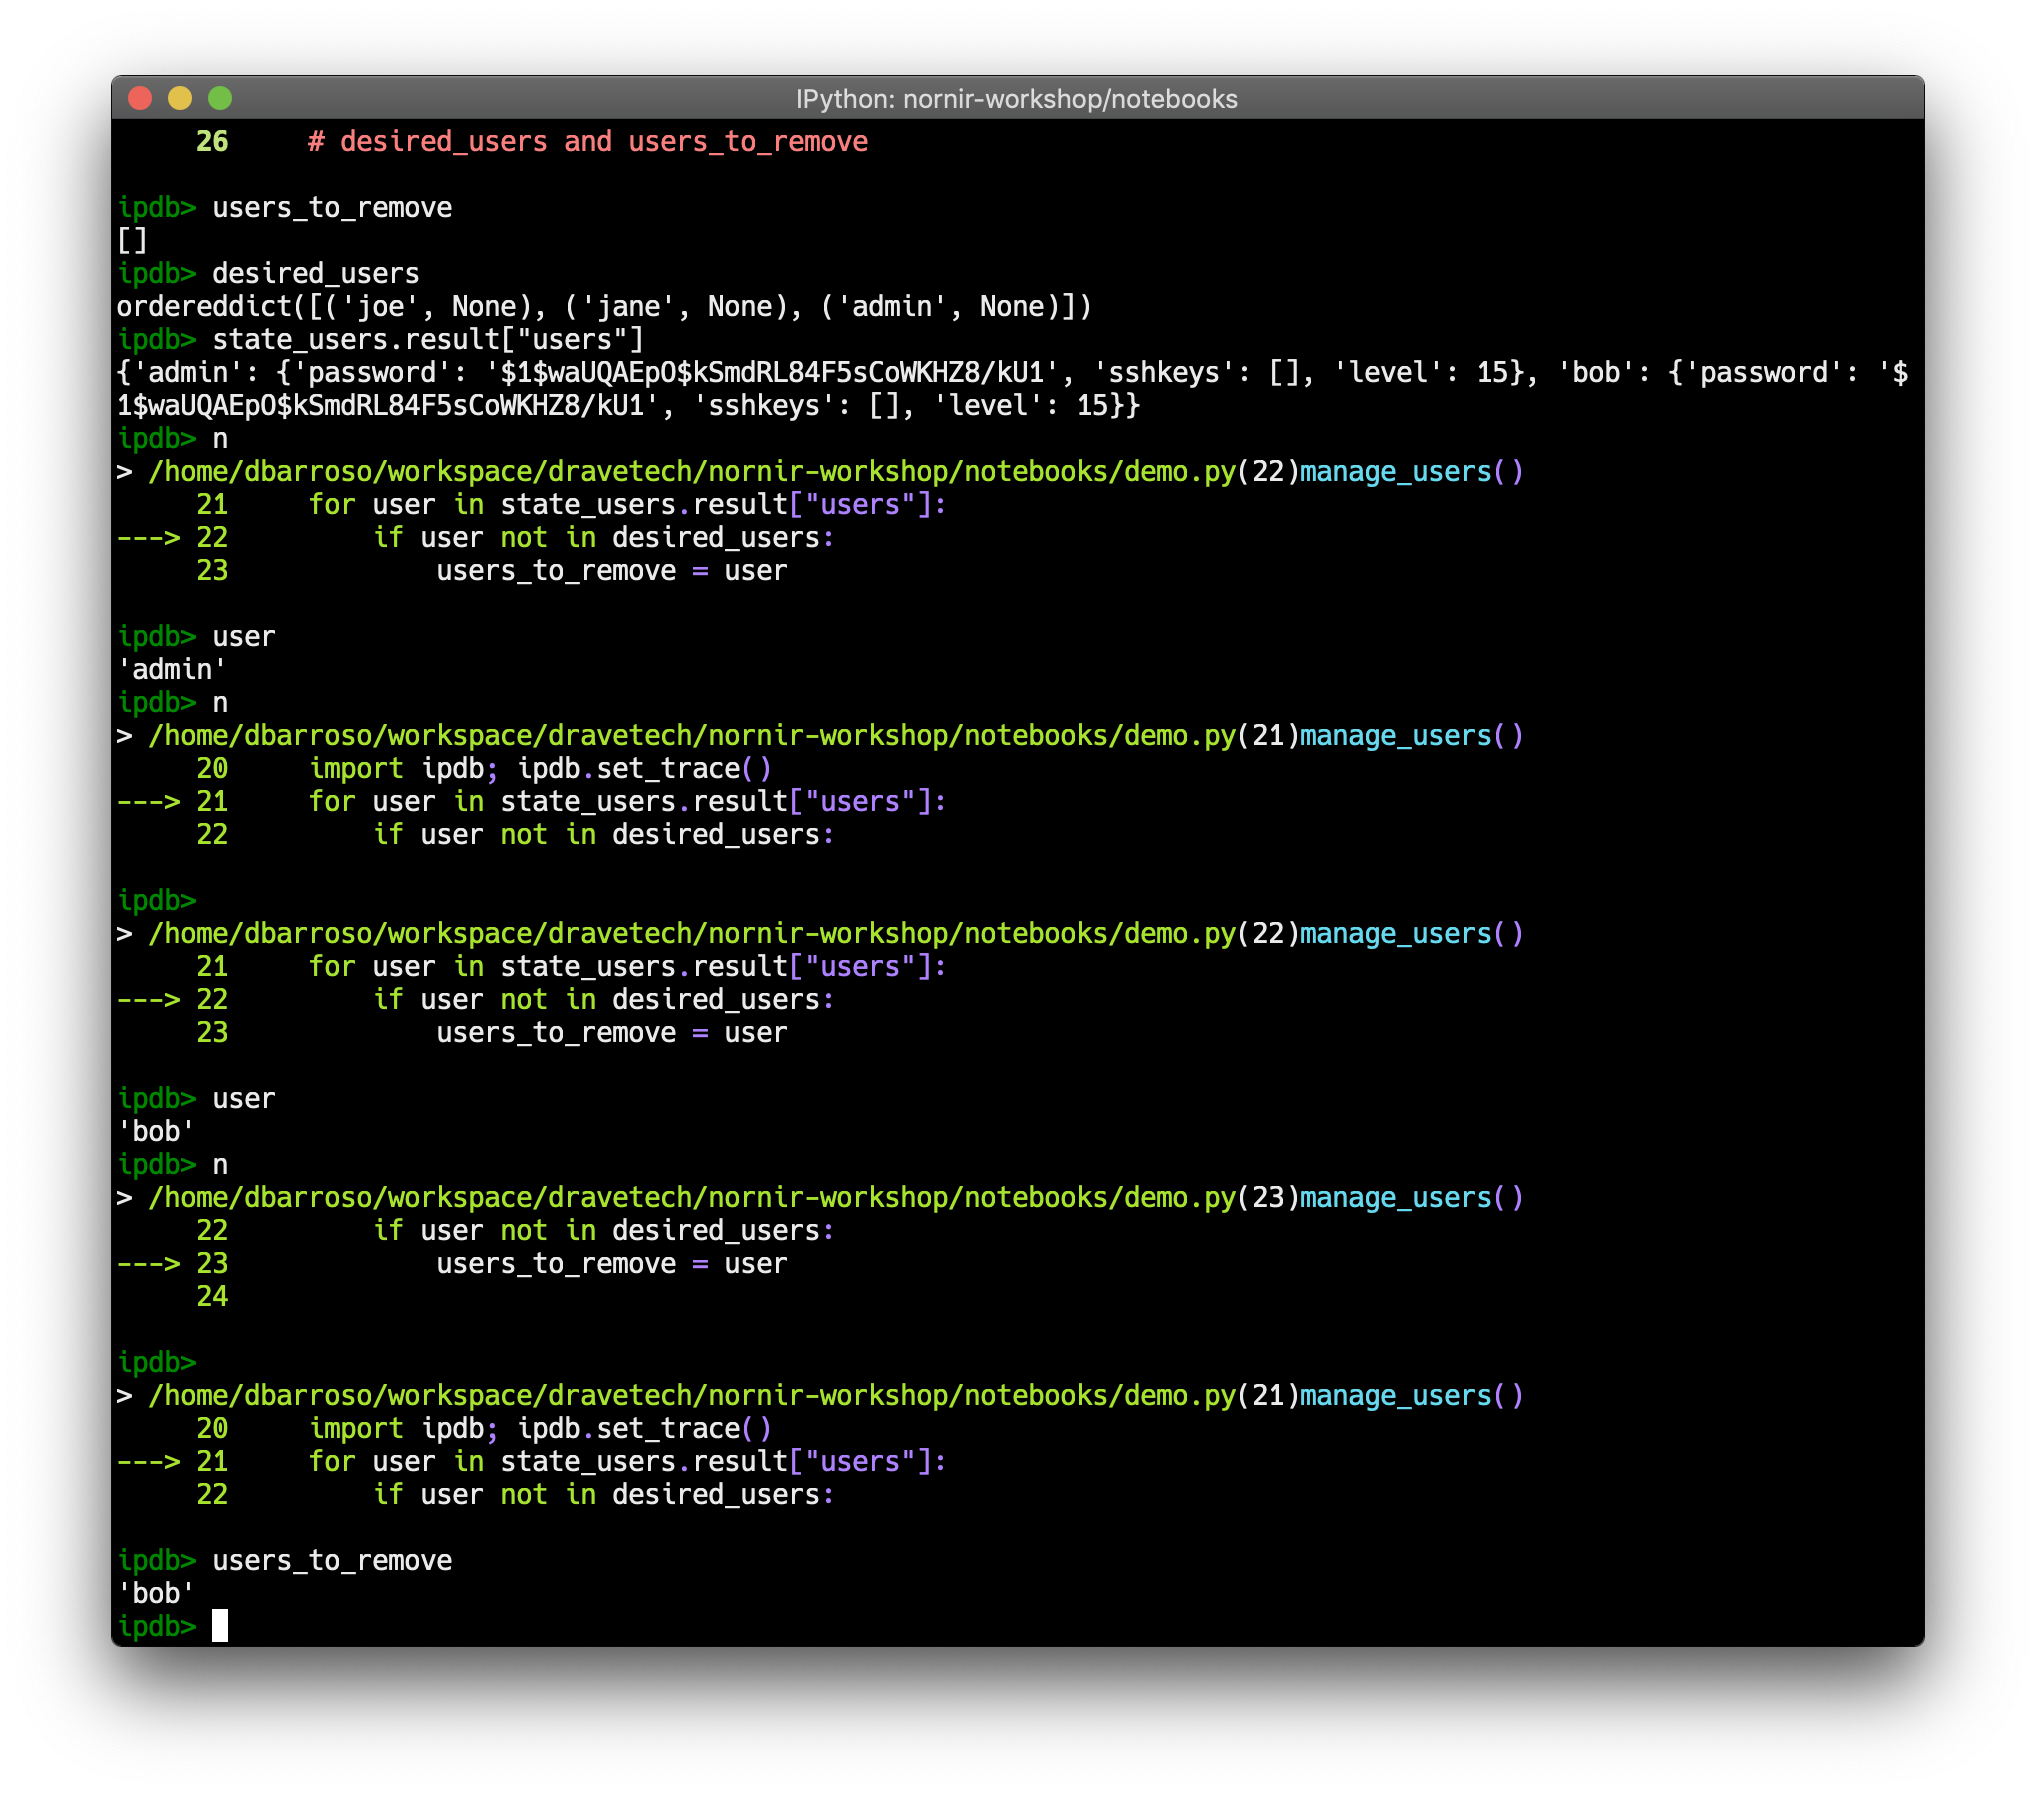 IPython: nornir-workshop/notebooks
     26     # desired_users and users_to_remove
ipdb> users_to_remove
[]
ipdb> desired_users
ordereddict([('joe', None), ('jane', None), ('admin', None)])
ipdb> state_users.result["users"]
{'admin': {'password': '$1$waUQAEpO$kSmdRL84F5sCoWKHZ8/kU1', 'sshkeys': [], 'level': 15}, 'bob': {'password': '$
1$waUQAEpO$kSmdRL84F5sCoWKHZ8/kU1', 'sshkeys': [], 'level': 15}}
ipdb> n
> /home/dbarroso/workspace/dravetech/nornir-workshop/notebooks/demo.py(22)manage_users()
     21     for user in state_users.result["users"]:
---> 22         if user not in desired_users:
     23             users_to_remove = user
ipdb> user
'admin'
ipdb> n
> /home/dbarroso/workspace/dravetech/nornir-workshop/notebooks/demo.py(21)manage_users()
     20     import ipdb; ipdb.set_trace()
---> 21     for user in state_users.result["users"]:
     22         if user not in desired_users:
ipdb>
> /home/dbarroso/workspace/dravetech/nornir-workshop/notebooks/demo.py(22)manage_users()
     21     for user in state_users.result["users"]:
---> 22         if user not in desired_users:
     23             users_to_remove = user
ipdb> user
'bob'
ipdb> n
> /home/dbarroso/workspace/dravetech/nornir-workshop/notebooks/demo.py(23)manage_users()
     22         if user not in desired_users:
---> 23             users_to_remove = user
     24
ipdb>
> /home/dbarroso/workspace/dravetech/nornir-workshop/notebooks/demo.py(21)manage_users()
     20     import ipdb; ipdb.set_trace()
---> 21     for user in state_users.result["users"]:
     22         if user not in desired_users:
ipdb> users_to_remove
'bob'
ipdb>